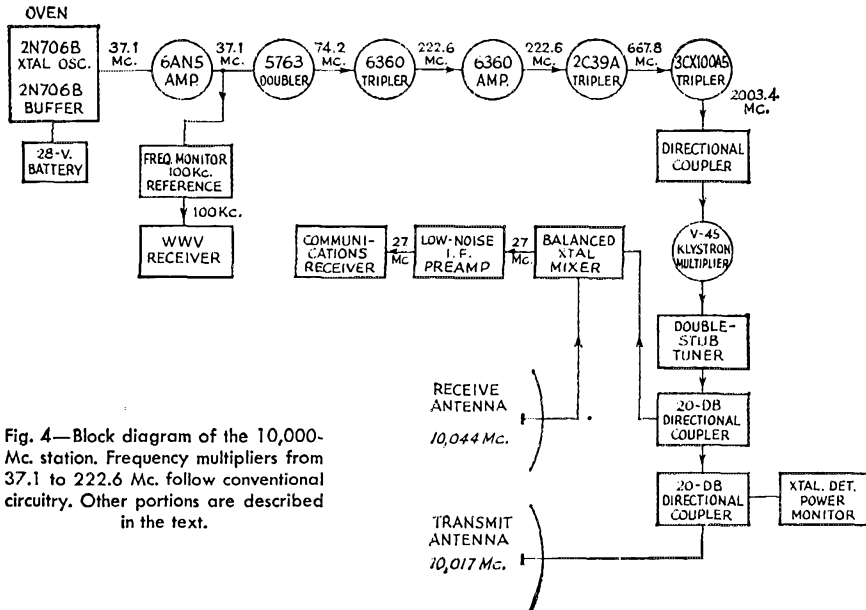 OVEN
2N706B
XTAL OSC.
2N706B
BUFFER
28-V.
BATTERY
37.1
MC.
6AN5
AMP.
37.1
MC.
5763
DOUBLER
74.2
MC.
6360
TRIPLER
222.6
MC.
6360
AMP.
222.6
MC.
2C39A
TRIPLER
667.8
MC.
3CX100A5
TRIPLER
2003.4
MC.
FREQ. MONITOR
100 KC.
REFERENCE
100 KC.
WWV
RECEIVER
DIRECTIONAL
COUPLER
V-45
KLYSTRON
MULTIPLIER
DOUBLE-
STUB
TUNER
20-DB
DIRECTIONAL
COUPLER
20-DB
DIRECTIONAL
COUPLER
XTAL. DET.
POWER
MONITOR
COMMUNI-
CATIONS
RECEIVER
27
MC
LOW-NOISE
I.F.
PREAMP
27
MC.
BALANCED
XTAL
MIXER
RECEIVE
ANTENNA
10,044 MC.
TRANSMIT
ANTENNA
10,017 MC.
Fig. 4—Block diagram of the 10,000-
Mc. station. Frequency multipliers from
37.1 to 222.6 Mc. follow conventional
circuitry. Other portions are described
in the text.